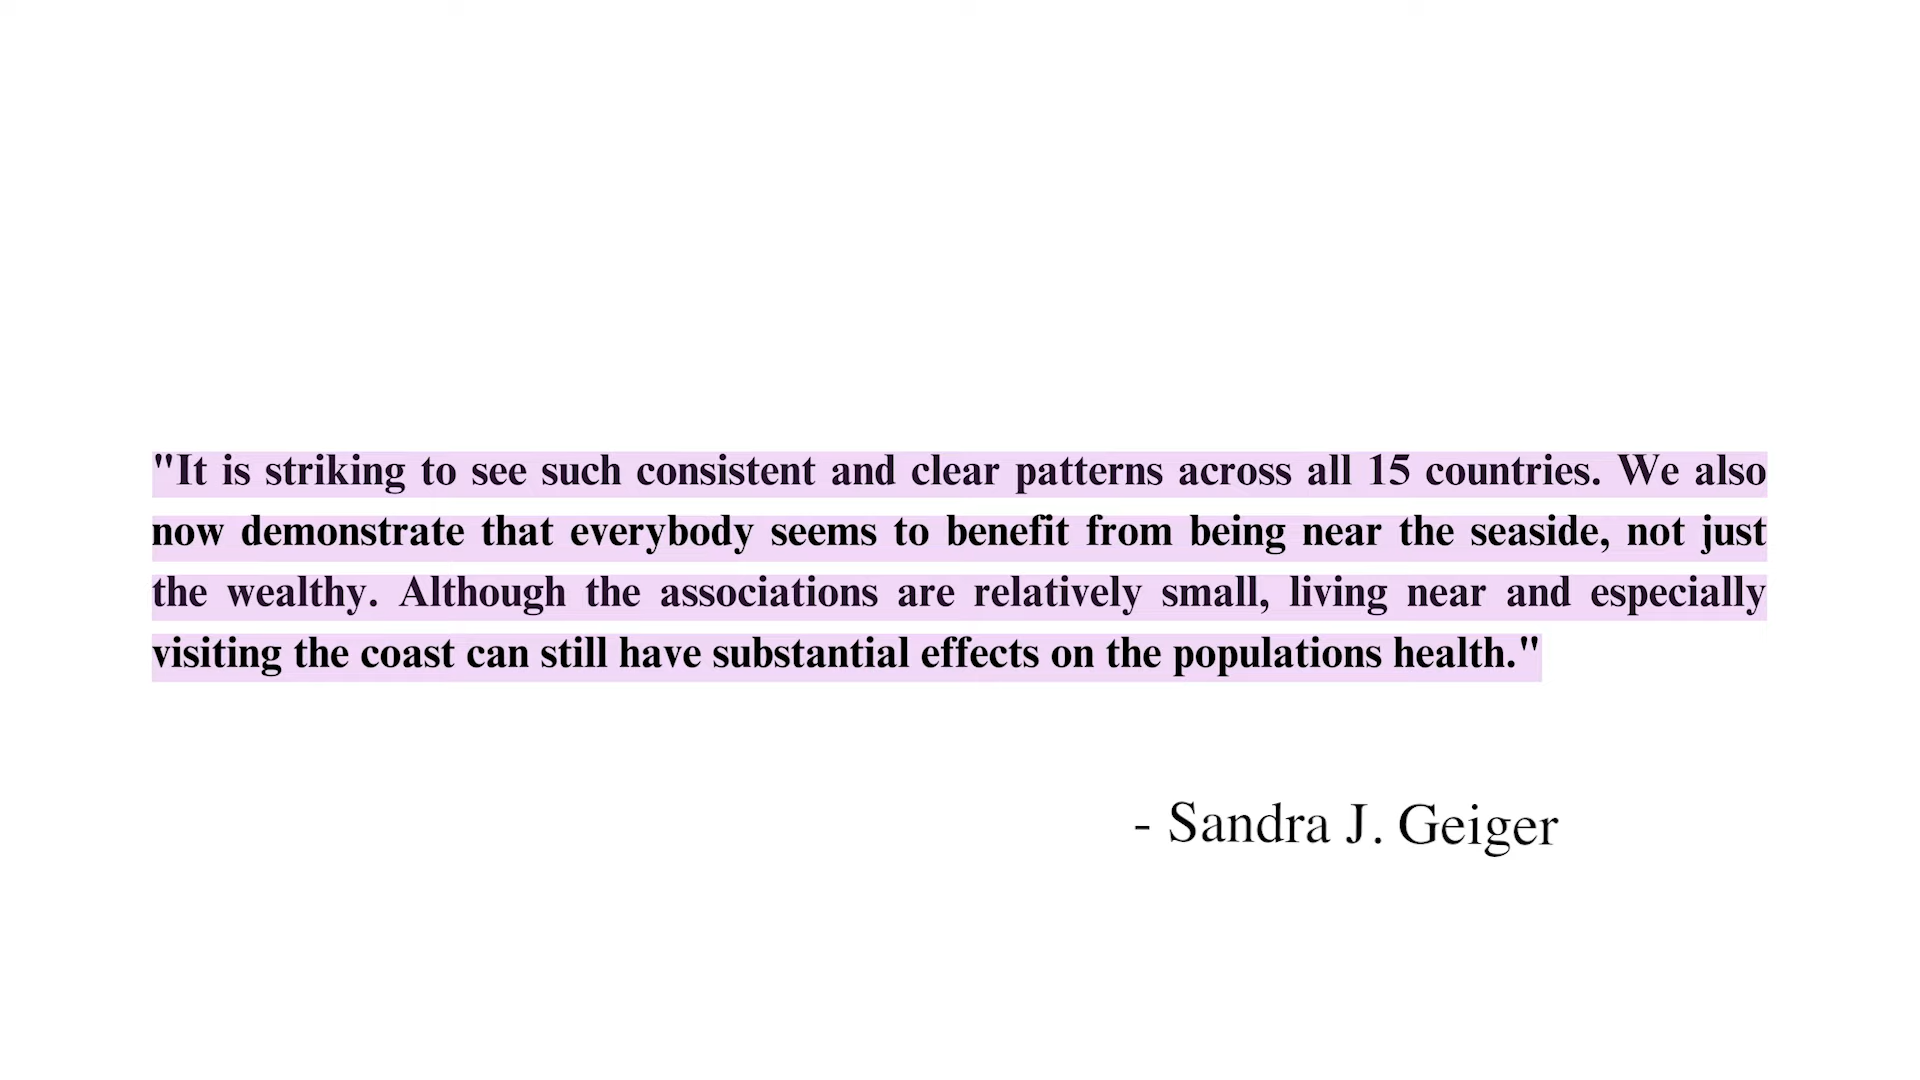 "It is striking to see such consistent and clear patterns across all 15 countries. We also
now demonstrate that everybody seems to benefit from being near the seaside, not just
the wealthy. Although the associations are relatively small, living near and especially
visiting the coast can still have substantial effects on the populations health."
- Sandra J. Geiger